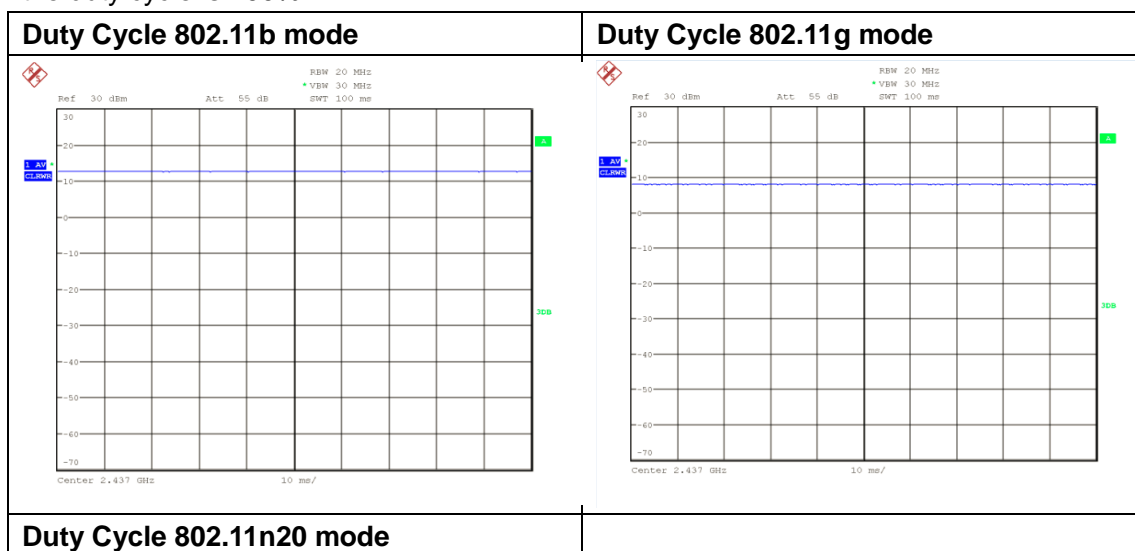 Duty Cycle 802.11b mode
Duty Cycle 802.11g mode
RBW 20 MHz
* VBW 30 MHz
Ref 30 dBm Att 55 dB SWT 100 ms
30
20
10
0
-10
-20
-30
-40
-50
-60
-70
1 AV *
CLRWR
A
3DB
Center 2.437 GHz 10 ms/
RBW 20 MHz
* VBW 30 MHz
Ref 30 dBm Att 55 dB SWT 100 ms
30
20
10
0
-10
-20
-30
-40
-50
-60
-70
1 AV *
CLRWR
A
3DB
Center 2.437 GHz 10 ms/
Duty Cycle 802.11n20 mode